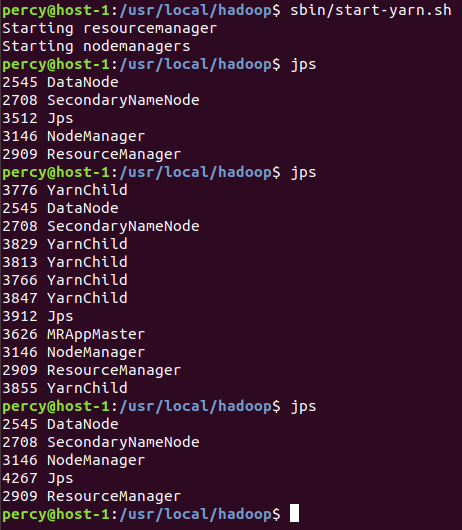 percy@host-1:/usr/local/hadoop$ sbin/start-yarn.sh
Starting resourcemanager
Starting nodemanagers
percy@host-1:/usr/local/hadoop$ jps
2545 DataNode
2708 SecondaryNameNode
3512 Jps
3146 NodeManager
2909 ResourceManager
percy@host-1:/usr/local/hadoop$ jps
3776 YarnChild
2545 DataNode
2708 SecondaryNameNode
3829 YarnChild
3813 YarnChild
3766 YarnChild
3847 YarnChild
3912 Jps
3626 MRAppMaster
3146 NodeManager
2909 ResourceManager
3855 YarnChild
percy@host-1:/usr/local/hadoop$ jps
2545 DataNode
2708 SecondaryNameNode
3146 NodeManager
4267 Jps
2909 ResourceManager
percy@host-1:/usr/local/hadoop$